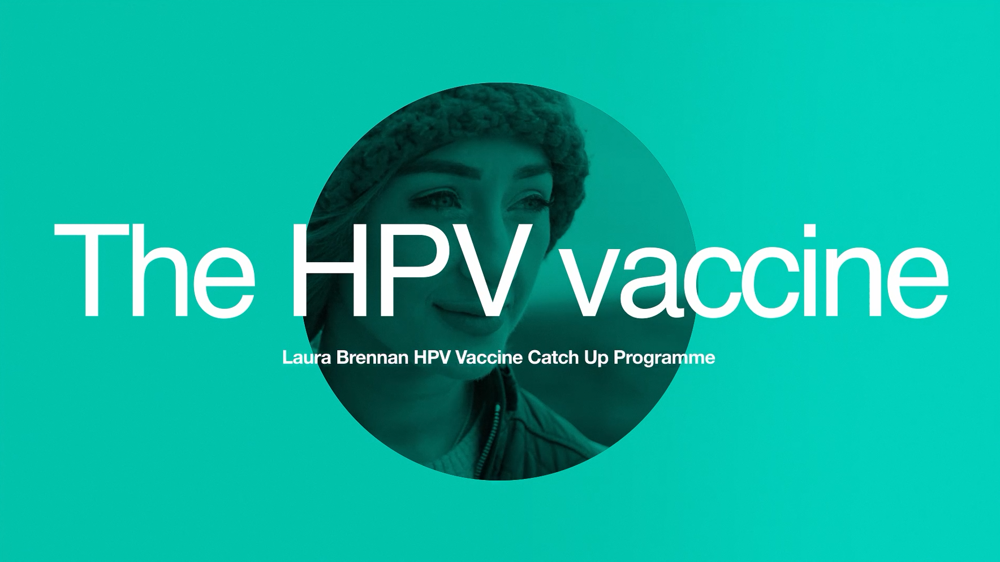 The HPV vaccine
Laura Brennan HPV Vaccine Catch Up Programme